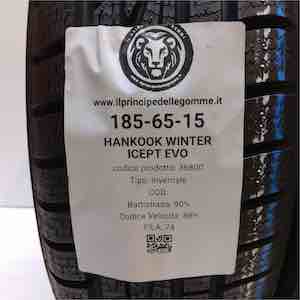 www.ilprincipedellegomme.it
185-65-15
HANKOOK WINTER
ICEPT EVO
codice prodotto:
Tipo: Invernale
Battistrada: 90%
Codice Velocità: 88H